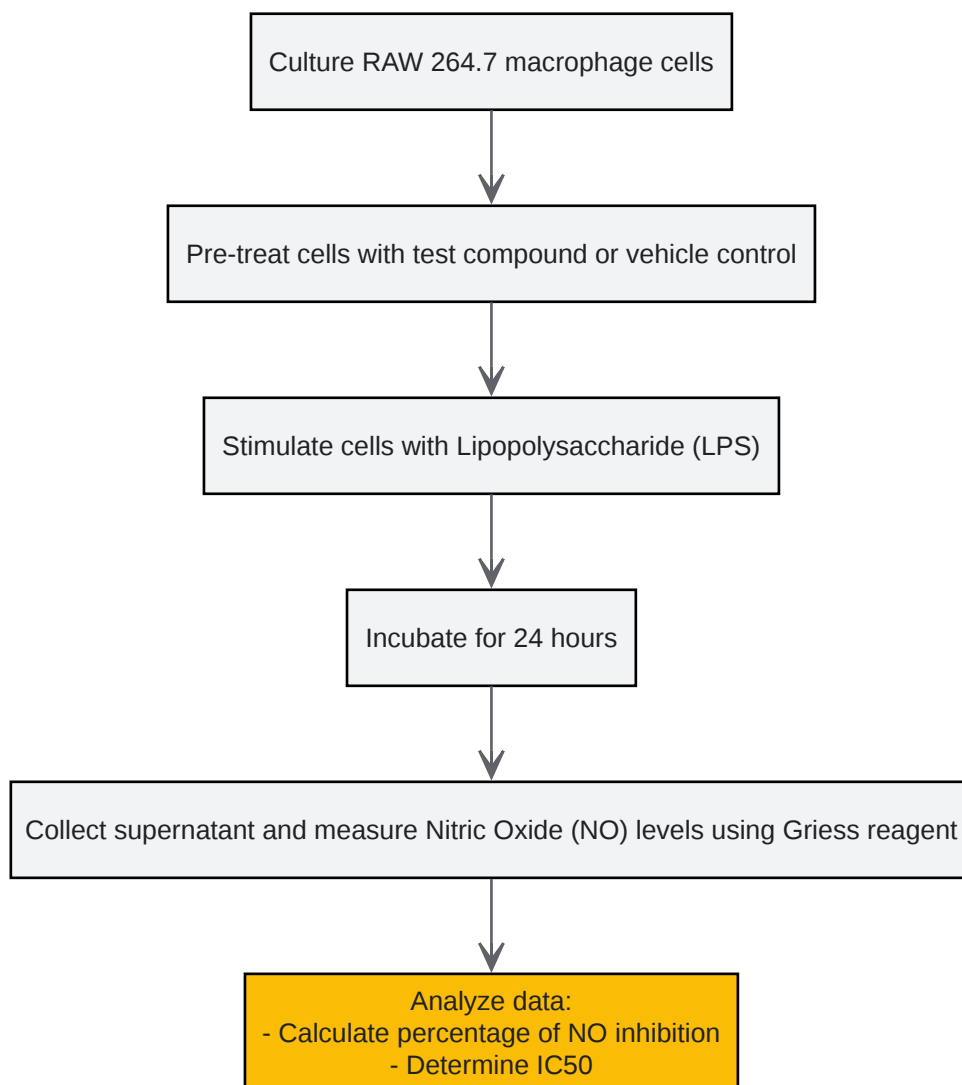 Culture RAW 264.7 macrophage cells
Pre-treat cells with test compound or vehicle control
Stimulate cells with Lipopolysaccharide (LPS)
Incubate for 24 hours
Collect supernatant and measure Nitric Oxide (NO) levels using Griess reagent
Analyze data:
- Calculate percentage of NO inhibition
- Determine IC50